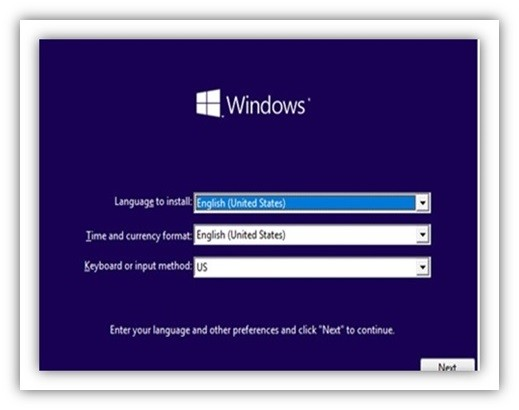 Windows
Language to install: English (United States)
Time and currency format: English (United States)
Keyboard or input method: US
Enter your language and other preferences and click "Next" to continue.
Next